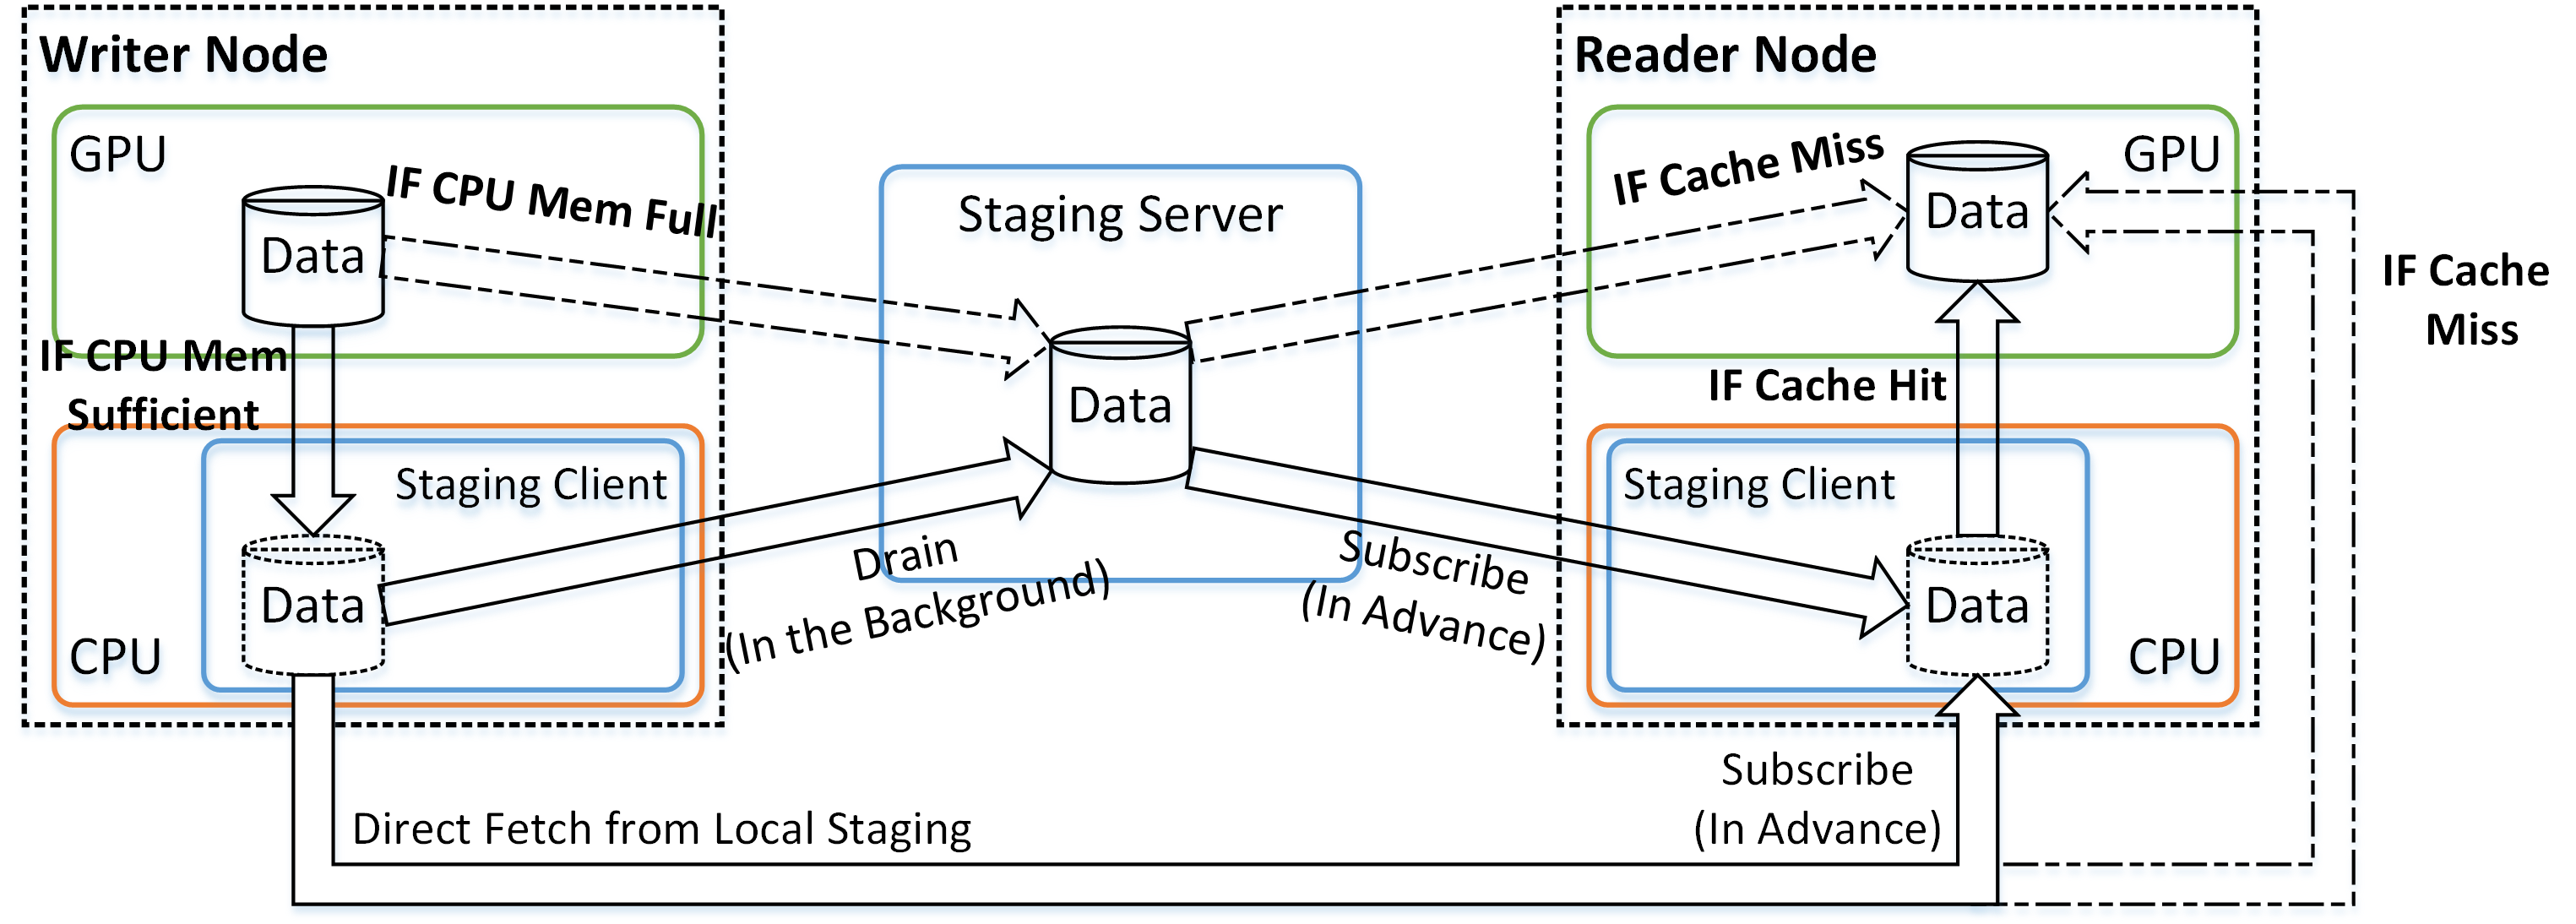 Writer Node
GPU
Data
IF CPU Mem Full
IF CPU Mem
Sufficient
Staging Client
Data
CPU
Staging Server
Data
Drain
(In the Background)
Subscribe
(In Advance)
Direct Fetch from Local Staging
Reader Node
IF Cache Miss
GPU
Data
IF Cache Hit
Staging Client
Data
CPU
Subscribe
(In Advance)
IF Cache
Miss